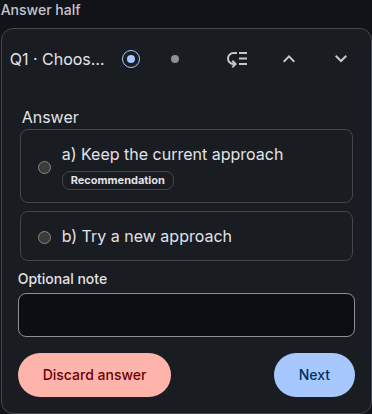 Answer half
Q1 · Choos...
Answer
a) Keep the current approach
Recommendation
b) Try a new approach
Optional note
Discard answer
Next